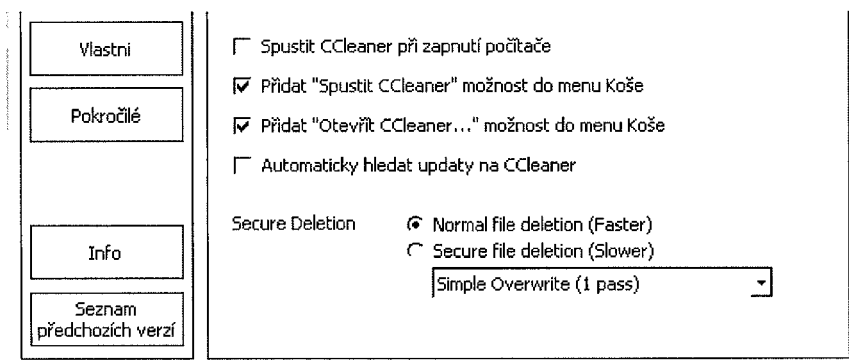 Vlastni
Pokročilé
Info
Seznam
předchozích verzí
Spustit CCleaner při zapnutí počítače
Přidat "Spustit CCleaner" možnost do menu Koše
Přidat "Otevřít CCleaner..." možnost do menu Koše
Automaticky hledat updaty na CCleaner
Secure Deletion
Normal file deletion (Faster)
Secure file deletion (Slower)
Simple Overwrite (1 pass)